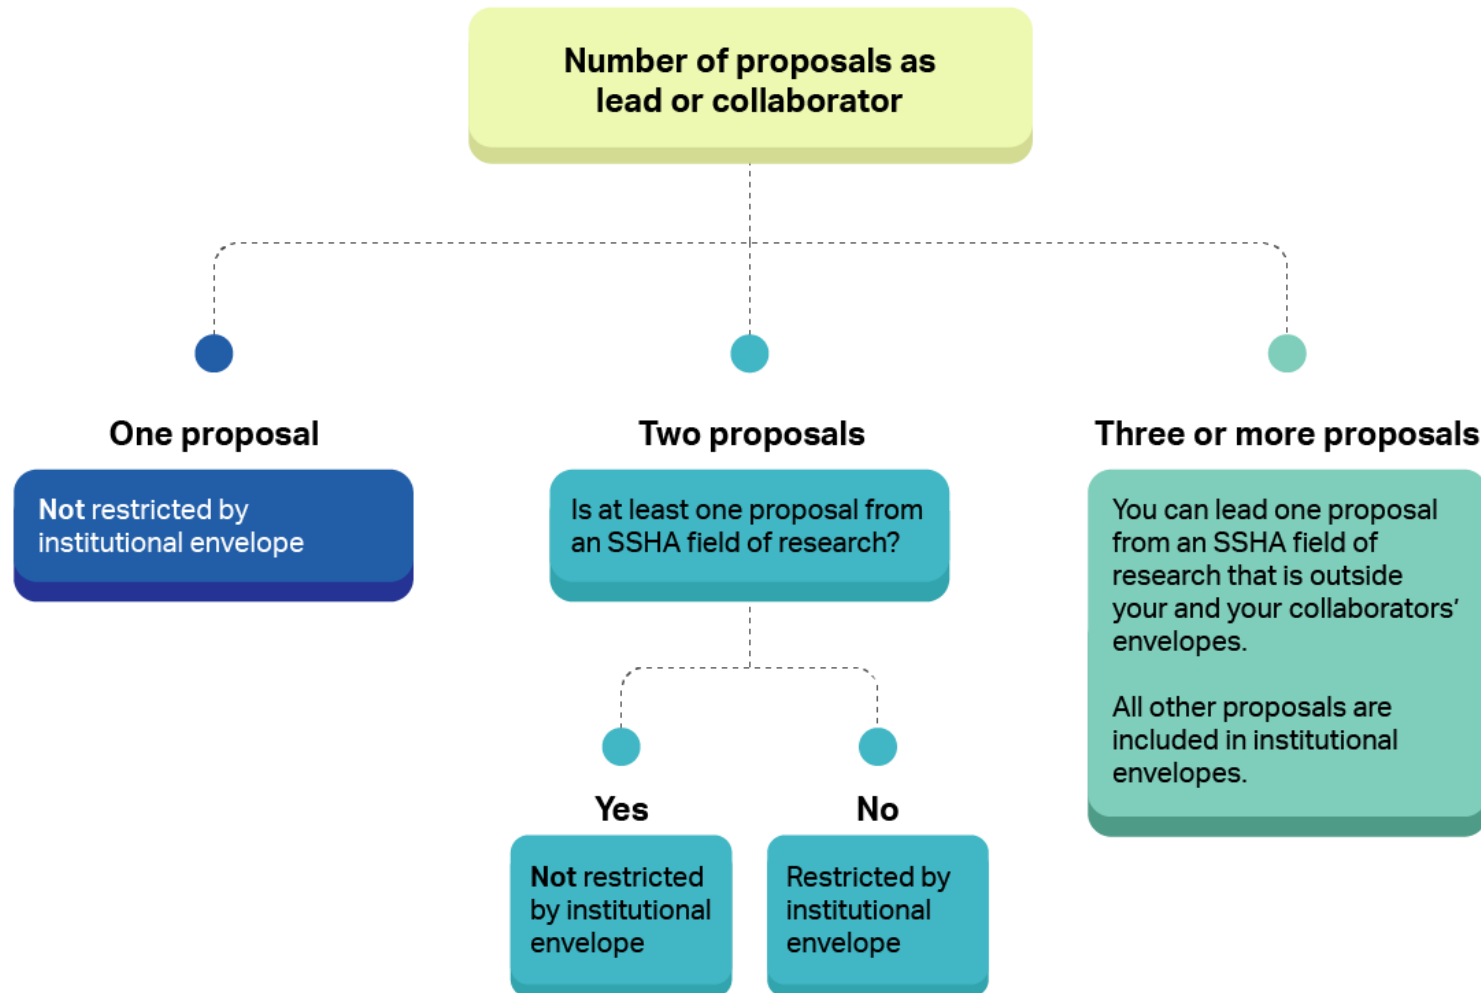 Number of proposals as
lead or collaborator
One proposal
Not restricted by
institutional envelope
Two proposals
Is at least one proposal from
an SSHA field of research?
Yes
Not restricted
by institutional
envelope
No
Restricted by
institutional
envelope
Three or more proposals
You can lead one proposal
from an SSHA field of
research that is outside
your and your collaborators’
envelopes.
All other proposals are
included in institutional
envelopes.